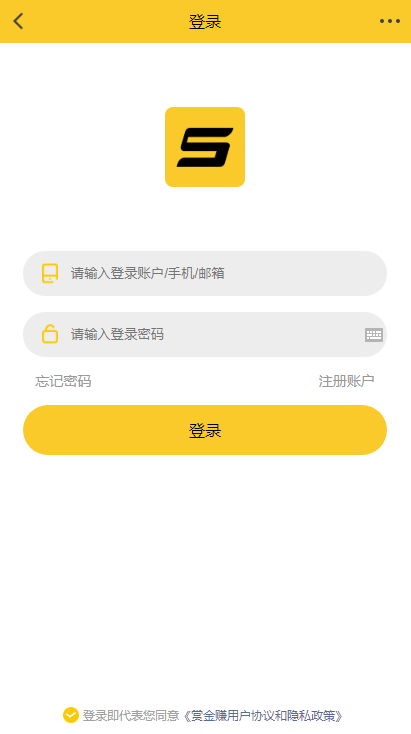 登录
请输入登录账户/手机/邮箱
请输入登录密码
忘记密码 注册账户
登录
登录即代表您同意《赏金赚用户协议和隐私政策》